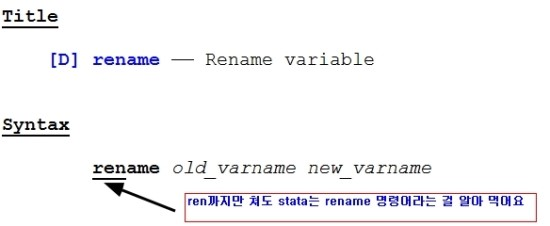 Title
[D] rename — Rename variable
Syntax
rename old_varname new_varname
ren까지만 쳐도 stata는 rename 명령어라는 걸 알아 먹어요